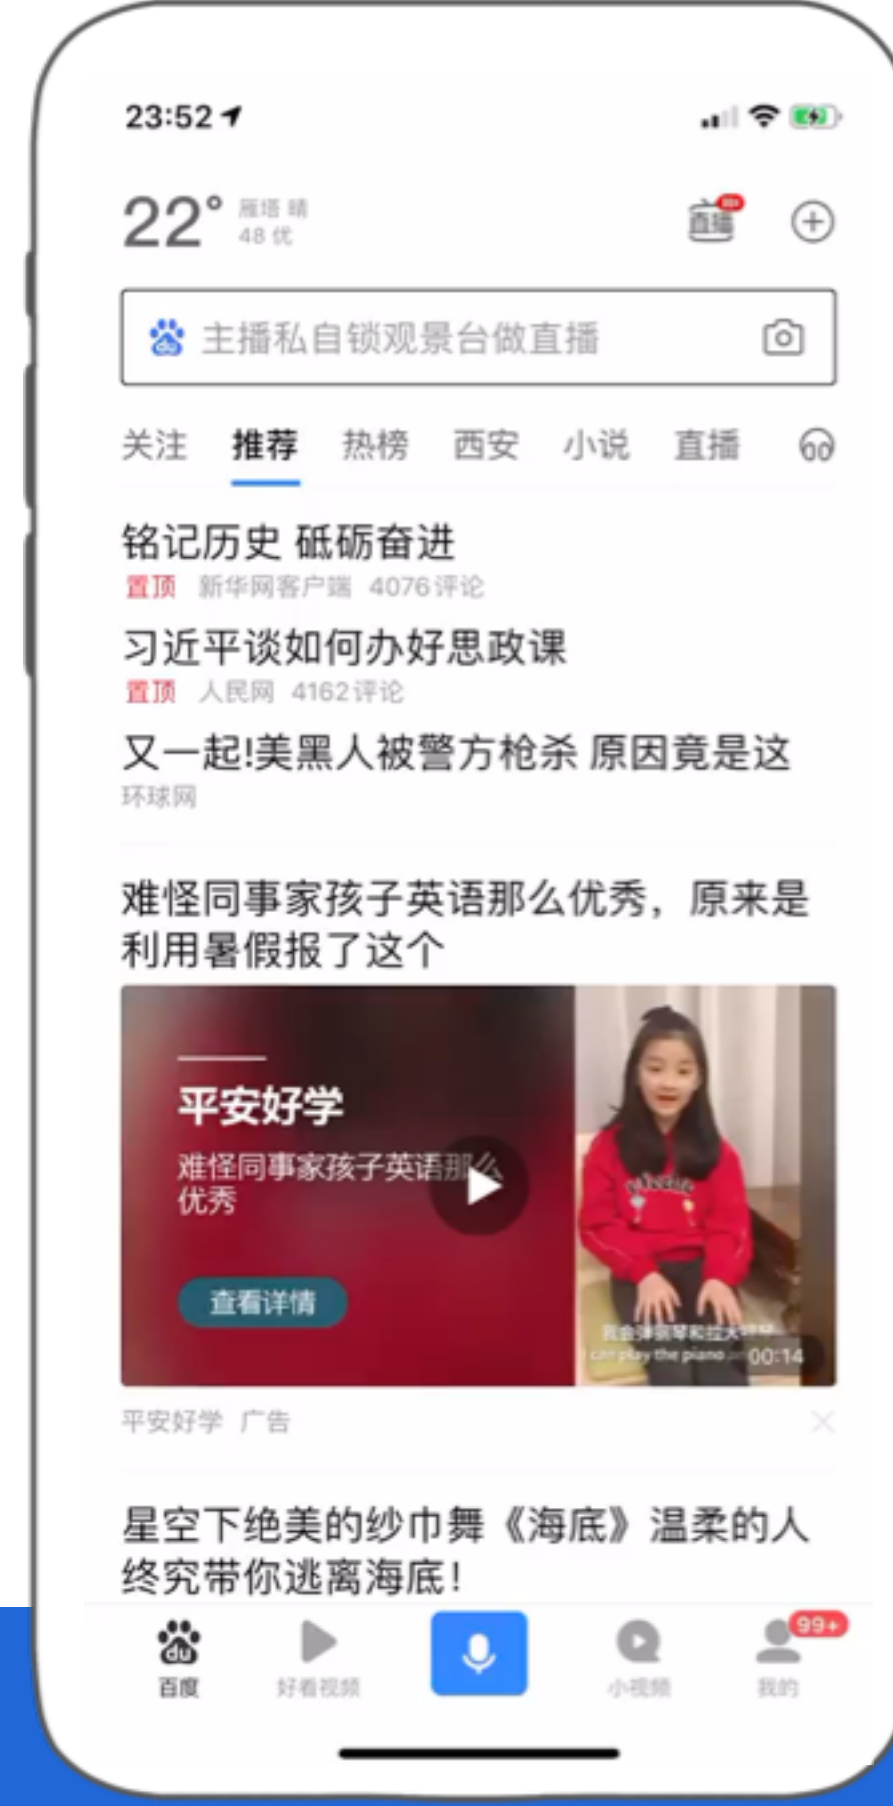 23:52
22° 雁塔 晴
48 优
直播
主播私自锁观景台做直播
关注 推荐 热榜 西安 小说 直播
铭记历史 砥砺奋进
置顶 新华网客户端 4076评论
习近平谈如何办好思政课
置顶 人民网 4162评论
又一起!美黑人被警方枪杀 原因竟是这
环球网
难怪同事家孩子英语那么优秀，原来是
利用暑假报了这个
平安好学
难怪同事家孩子英语那么
优秀
查看详情
我会弹钢琴和拉大
can play the piano
00:14
平安好学 广告
星空下绝美的纱巾舞《海底》温柔的人
终究带你逃离海底！
du
99+
百度 好看视频 小视频 我的